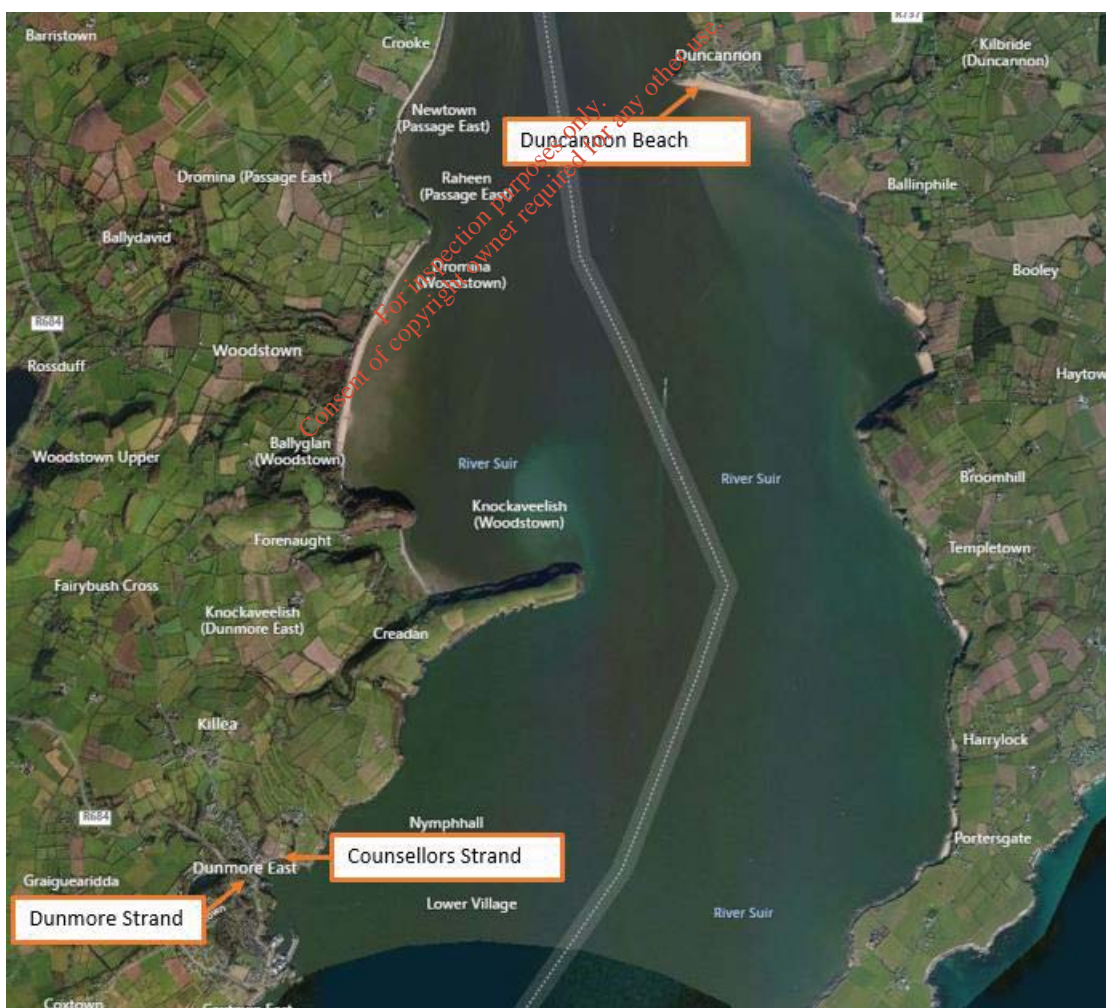 Barristown
Crooke
Duncannon
R737
Kilbride
(Duncannon)
Newtown
(Passage East)
Duncannon Beach
Dromina (Passage East)
Raheen
(Passage East)
Ballinphile
Ballydavid
Dromina
(Woodstown)
Booley
R684
Woodstown
Rossduff
Haytow
Ballyglan
(Woodstown)
Woodstown Upper
River Suir
River Suir
Broomhill
Knockaveelish
(Woodstown)
Forenaught
Templetown
Fairybush Cross
Knockaveelish
(Dunmore East)
Creadan
Killea
Harrylock
R684
Nymphhall
Portersgate
Counsellors Strand
Dunmore East
Graiguearidda
Dunmore Strand
own
Lower Village
River Suir
Coxtown
For inspection purposes only.
Consent of copyright owner required for any other use.